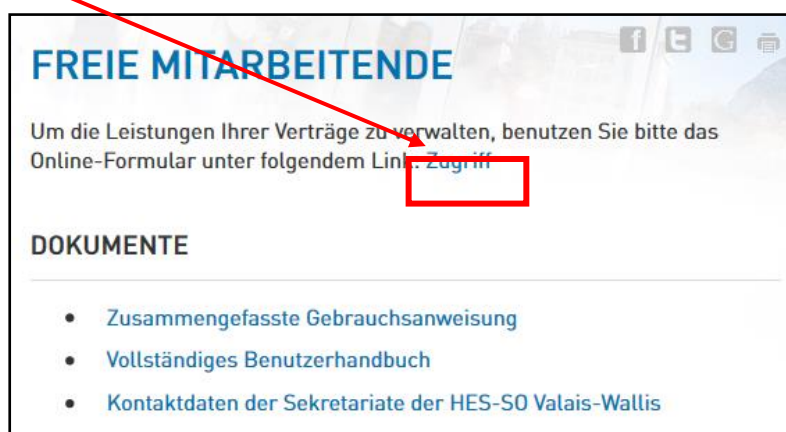 FREIE MITARBEITENDE
Um die Leistungen Ihrer Verträge zu verwalten, benutzen Sie bitte das
Online-Formular unter folgendem Link: Zugriff
DOKUMENTE
• Zusammengefasste Gebrauchsanweisung
• Vollständiges Benutzerhandbuch
• Kontaktdaten der Sekretariate der HES-SO Valais-Wallis